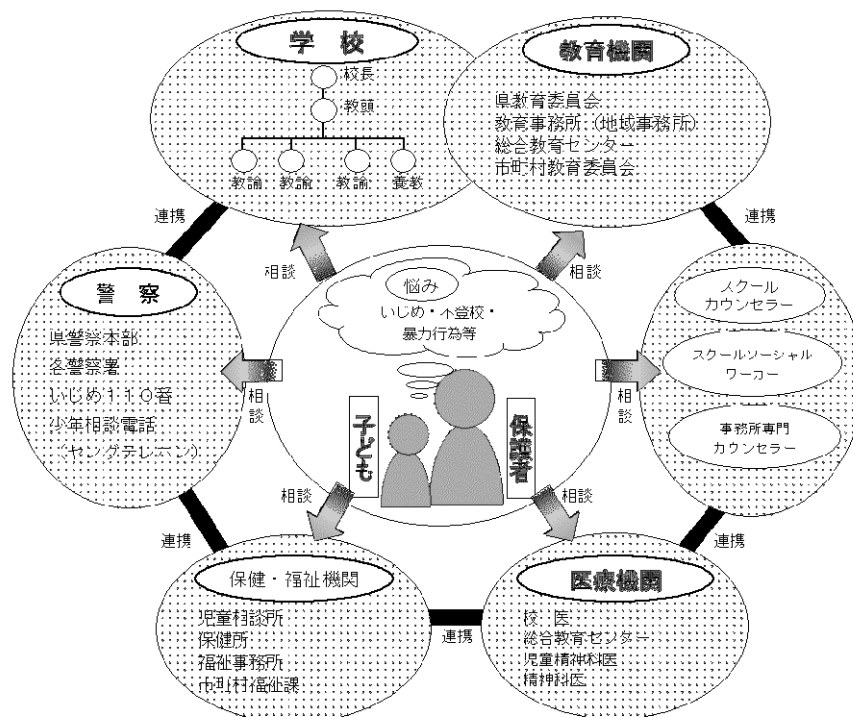 学 校
校長
教頭
教諭 教諭 教諭 養教
教育機関
県教育委員会
教育事務所（地域事務所）
総合教育センター
市町村教育委員会
連携
連携
相談
相談
悩み
いじめ・不登校・
暴力行為等
警 察
県警察本部
各警察署
いじめ１１０番
少年相談電話
（ヤングテレホン）
スクール
カウンセラー
スクールソーシャル
ワーカー
事務所専門
カウンセラー
相談
相談
子ども
保護者
相談
相談
連携
連携
保健・福祉機関
児童相談所
保健所
福祉事務所
市町村福祉課
連携
医療機関
校 医
総合教育センター
児童精神科医
精神科医